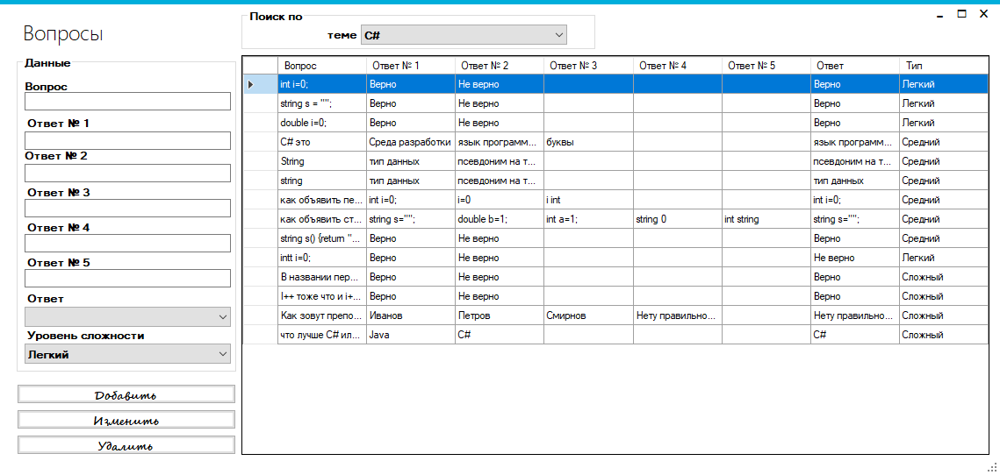 Вопросы
Поиск по
теме C#
Данные
Вопрос
Ответ № 1
Ответ № 2
Ответ № 3
Ответ № 4
Ответ № 5
Ответ
Уровень сложности
Легкий
Добавить
Изменить
Удалить
Вопрос Ответ № 1 Ответ № 2 Ответ № 3 Ответ № 4 Ответ № 5 Ответ Тип
int i=0; Верно Не верно Верно Легкий
string s = ""; Верно Не верно Верно Легкий
double i=0; Верно Не верно Верно Легкий
C# это Среда разработки язык программ... буквы язык программ... Средний
String тип данных псевдоним на т... псевдоним на т... Средний
string тип данных псевдоним на т... тип данных Средний
как объявить пе... int i=0; i=0 i int int i=0; Средний
как объявить ст... string s=""; double b=1; int a=1; string 0 int string string s=""; Средний
string s() {return "... Верно Не верно Верно Средний
intt i=0; Верно Не верно Не верно Легкий
В названии пер... Верно Не верно Верно Сложный
I++ тоже что и i+... Верно Не верно Верно Сложный
Как зовут препо... Иванов Петров Смирнов Нету правильно... Нету правильно... Сложный
что лучше C# ил... Java C# C# Сложный